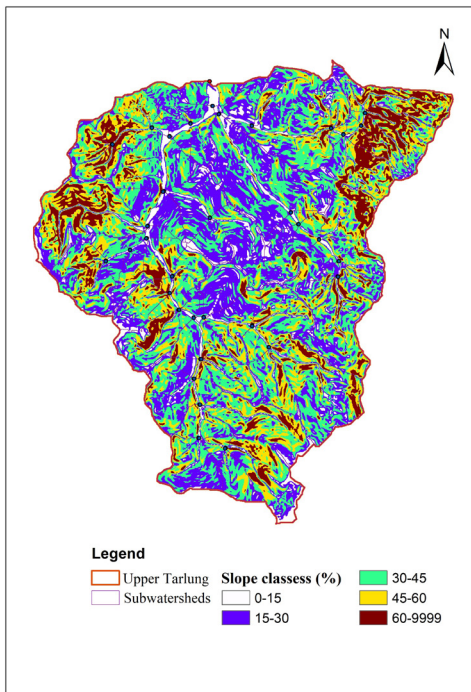 N
Legend
Upper Tarlung
Subwatersheds
Slope classess (%)
0-15
15-30
30-45
45-60
60-9999